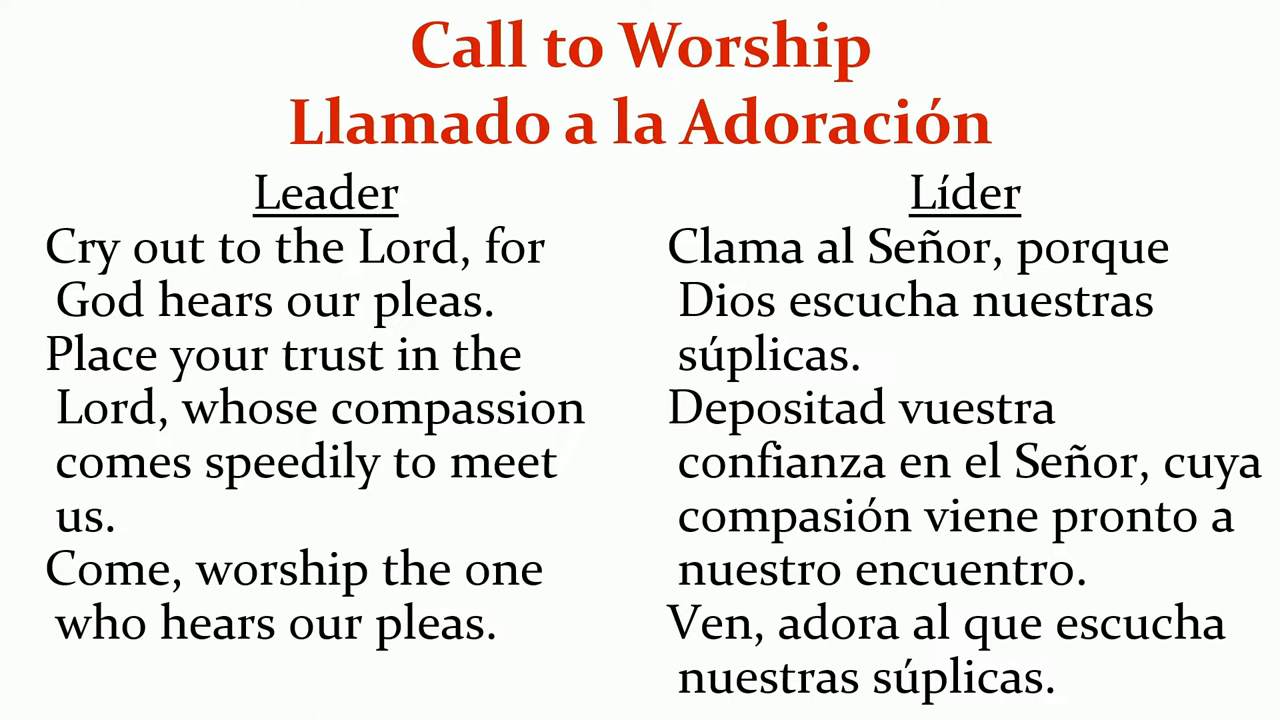 Call to Worship
Llamado a la Adoración
Leader
Cry out to the Lord, for
God hears our pleas.
Place your trust in the
Lord, whose compassion
comes speedily to meet
us.
Come, worship the one
who hears our pleas.
Líder
Clama al Señor, porque
Dios escucha nuestras
súplicas.
Depositad vuestra
confianza en el Señor, cuya
compasión viene pronto a
nuestro encuentro.
Ven, adora al que escucha
nuestras súplicas.